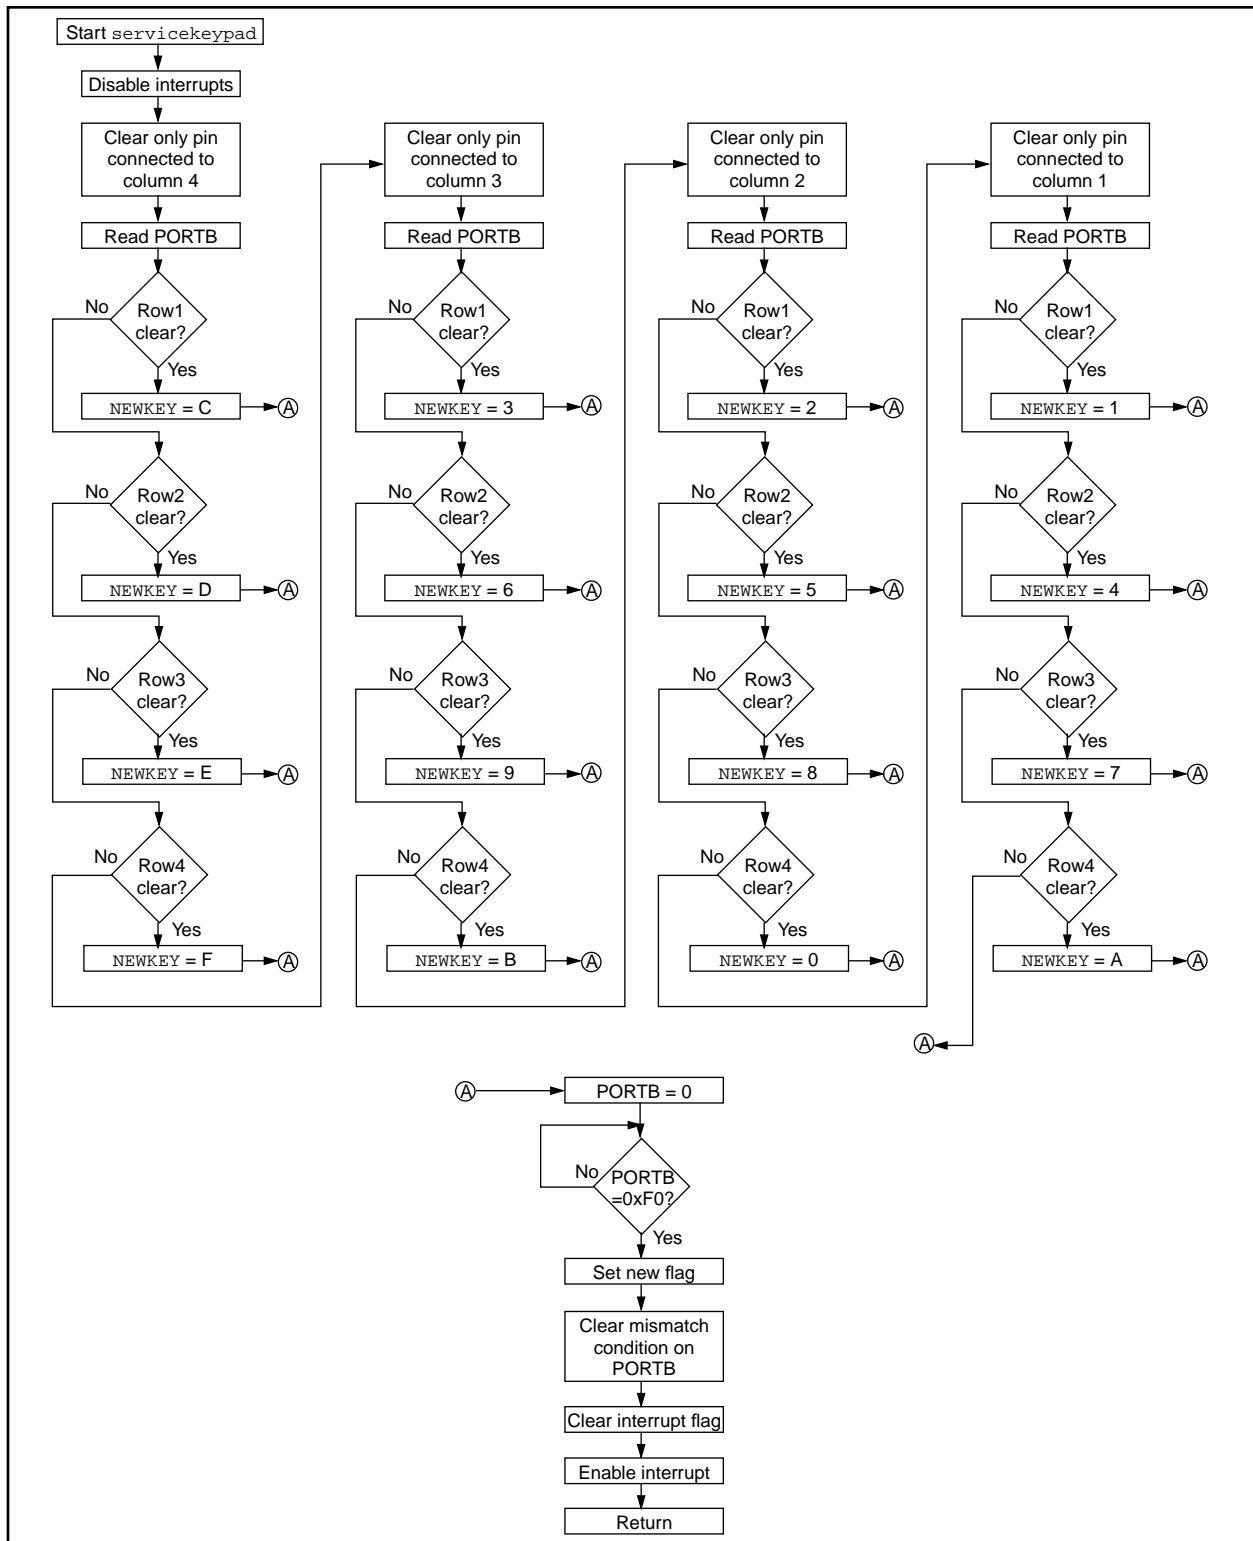 Start servicekeypad
Disable interrupts
Clear only pin
connected to
column 4
Read PORTB
No
Row1
clear?
Yes
NEWKEY = C
A
No
Row2
clear?
Yes
NEWKEY = D
A
No
Row3
clear?
Yes
NEWKEY = E
A
No
Row4
clear?
Yes
NEWKEY = F
A
Clear only pin
connected to
column 3
Read PORTB
No
Row1
clear?
Yes
NEWKEY = 3
A
No
Row2
clear?
Yes
NEWKEY = 6
A
No
Row3
clear?
Yes
NEWKEY = 9
A
No
Row4
clear?
Yes
NEWKEY = B
A
Clear only pin
connected to
column 2
Read PORTB
No
Row1
clear?
Yes
NEWKEY = 2
A
No
Row2
clear?
Yes
NEWKEY = 5
A
No
Row3
clear?
Yes
NEWKEY = 8
A
No
Row4
clear?
Yes
NEWKEY = 0
A
Clear only pin
connected to
column 1
Read PORTB
No
Row1
clear?
Yes
NEWKEY = 1
A
No
Row2
clear?
Yes
NEWKEY = 4
A
No
Row3
clear?
Yes
NEWKEY = 7
A
No
Row4
clear?
Yes
NEWKEY = A
A
A
A
PORTB = 0
No
PORTB
=0xF0?
Yes
Set new flag
Clear mismatch
condition on
PORTB
Clear interrupt flag
Enable interrupt
Return